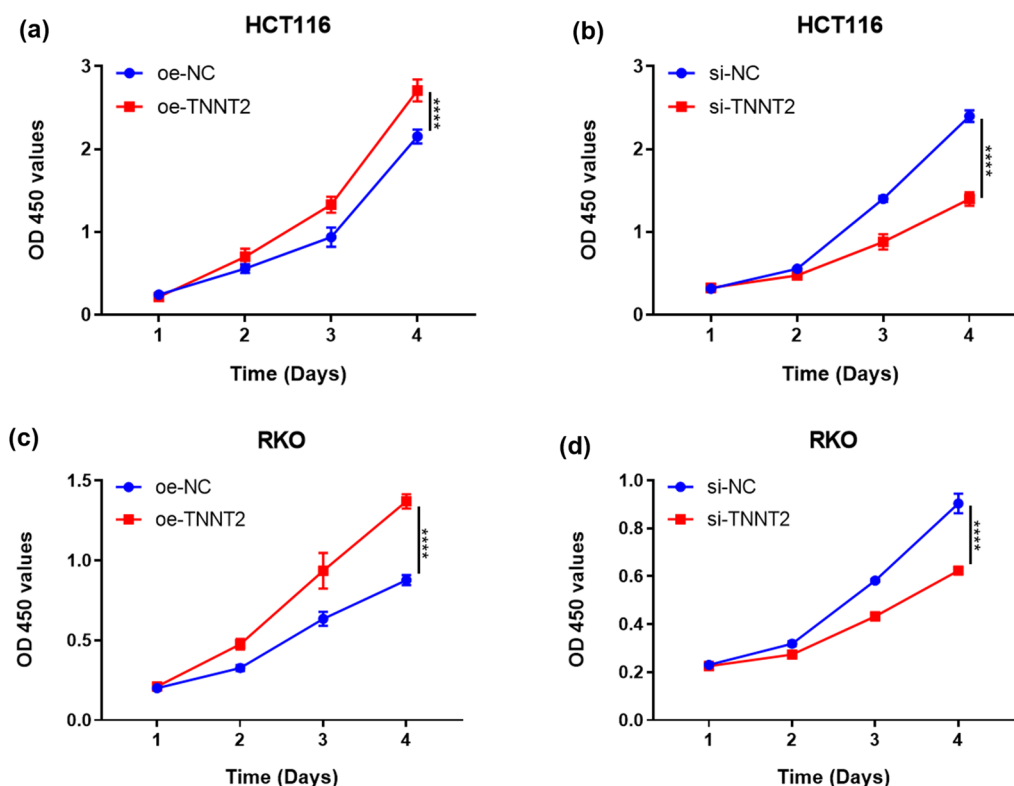 (a)
HCT116
oe-NC
oe-TNNT2
****
OD 450 values
3
2
1
0
1 2 3 4
Time (Days)
(b)
HCT116
si-NC
si-TNNT2
****
OD 450 values
3
2
1
0
1 2 3 4
Time (Days)
(c)
RKO
oe-NC
oe-TNNT2
****
OD 450 values
1.5
1.0
0.5
0.0
1 2 3 4
Time (Days)
(d)
RKO
si-NC
si-TNNT2
****
OD 450 values
1.0
0.8
0.6
0.4
0.2
0.0
1 2 3 4
Time (Days)